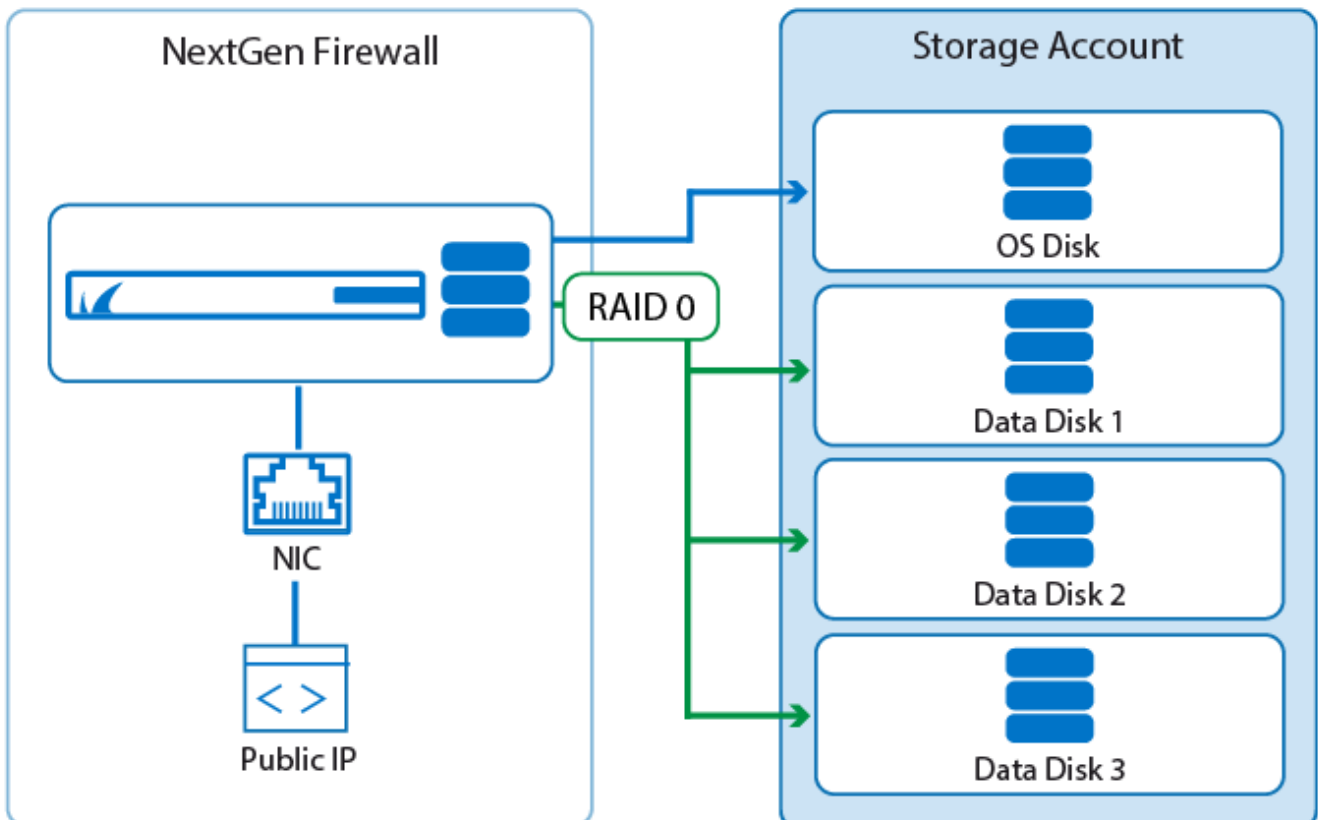 NextGen Firewall
Storage Account
OS Disk
RAID 0
Data Disk 1
NIC
Data Disk 2
Public IP
Data Disk 3